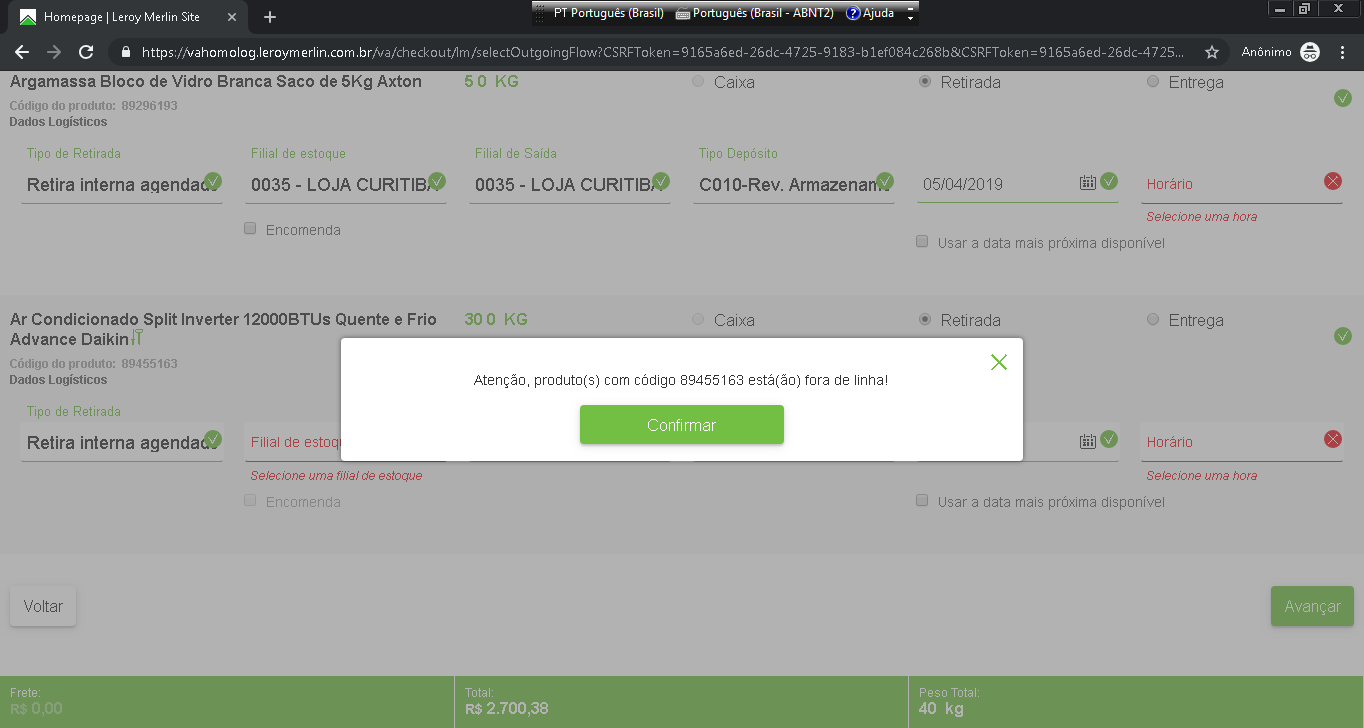 Homepage | Leroy Merlin Site
PT Português (Brasil) Português (Brasil - ABNT2) Ajuda
https://vahomolog.leroymerlin.com.br/va/checkout/lm/selectOutgoingFlow?CSRFToken=9165a6ed-26dc-4725-9183-b1ef084c268b&CSRFToken=9165a6ed-26dc-4725...
Anônimo
Argamassa Bloco de Vidro Branca Saco de 5Kg Axton
5 0 KG
Caixa
Retirada
Entrega
Código do produto: 89296193
Dados Logísticos
Tipo de Retirada
Filial de estoque
Filial de Saída
Tipo Depósito
Retira interna agendada
0035 - LOJA CURITIBA
0035 - LOJA CURITIB
C010-Rev. Armazenam
05/04/2019
Horário
Selecione uma hora
Encomenda
Usar a data mais próxima disponível
Ar Condicionado Split Inverter 12000BTUs Quente e Frio
Advance Daikin
30 0 KG
Caixa
Retirada
Entrega
Código do produto: 89455163
Dados Logísticos
Atenção, produto(s) com código 89455163 está(ão) fora de linha!
Confirmar
Tipo de Retirada
Retira interna agendada
Filial de estoq
Horário
Selecione uma filial de estoque
Selecione uma hora
Encomenda
Usar a data mais próxima disponível
Voltar
Avançar
Frete:
R$ 0,00
Total:
R$ 2.700,38
Peso Total:
40 kg